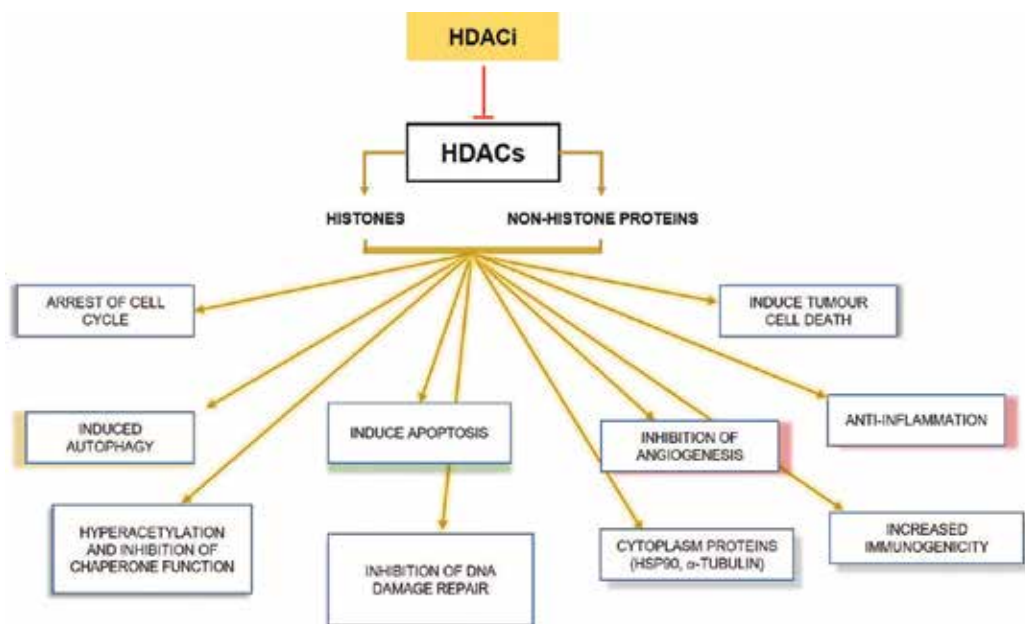 HDACi
HDACs
HISTONES
NON-HISTONE PROTEINS
ARREST OF CELL
CYCLE
INDUCE TUMOUR
CELL DEATH
INDUCED
AUTOPHAGY
INDUCE APOPTOSIS
INHIBITION OF
ANGIOGENESIS
ANTI-INFLAMMATION
HYPERACETYLATION
AND INHIBITION OF
CHAPERONE FUNCTION
INHIBITION OF DNA
DAMAGE REPAIR
CYTOPLASM PROTEINS
(HSP90, α-TUBULIN)
INCREASED
IMMUNOGENICITY